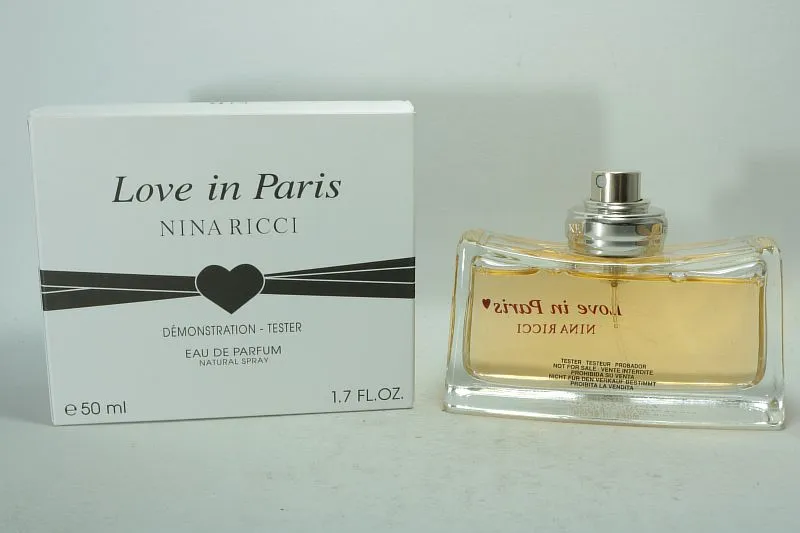 Love in Paris
NINA RICCI
DÉMONSTRATION - TESTER
EAU DE PARFUM
NATURAL SPRAY
℮ 50 ml
1.7 FL.OZ.
Love in Paris♥
NINA RICCI
TESTER TESTEUR PROBADOR
NOT FOR SALE - VENTE INTERDITE
PROHIBIDA SU VENTA
NICHT FÜR DEN VERKAUF BESTIMMT
PROIBITA LA VENDITA